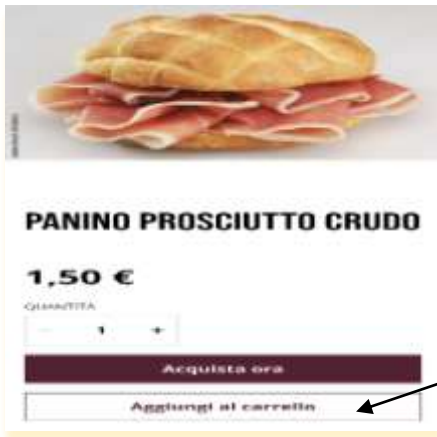 PANINO PROSCIUTTO CRUDO
1,50 €
QUANTITÀ
- 1 +
Acquista ora
Aggiungi al carrello